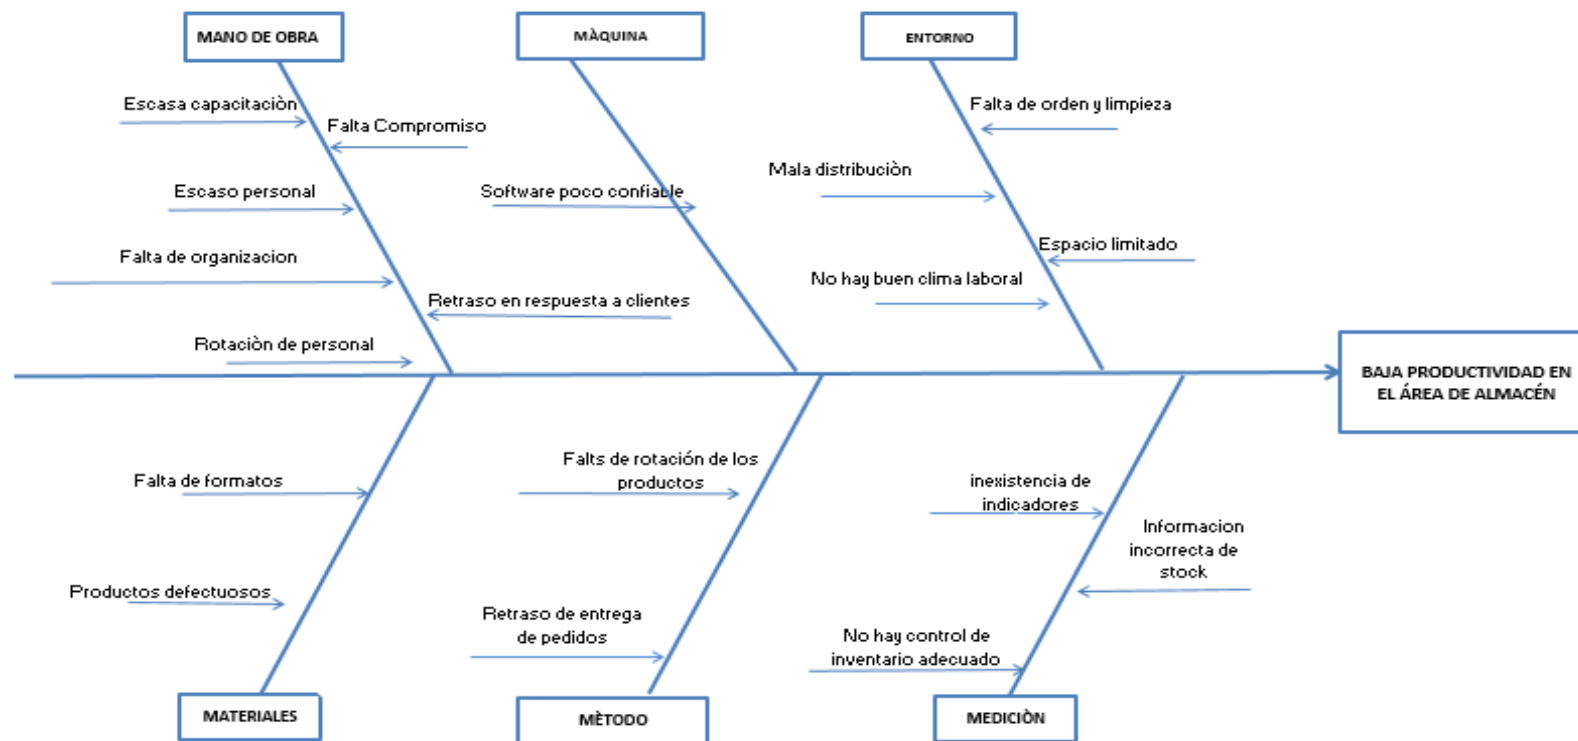 MANO DE OBRA
MÀQUINA
ENTORNO
Escasa capacitaciòn
Falta Compromiso
Falta de orden y limpieza
Mala distribuciòn
Escaso personal
Software poco confiable
Espacio limitado
Falta de organizacion
No hay buen clima laboral
Retraso en respuesta a clientes
Rotaciòn de personal
BAJA PRODUCTIVIDAD EN
EL ÁREA DE ALMACÉN
Falta de formatos
Falts de rotación de los
productos
inexistencia de
indicadores
Informacion
incorrecta de
stock
Productos defectuosos
Retraso de entrega
de pedidos
No hay control de
inventario adecuado
MATERIALES
MÈTODO
MEDICIÒN